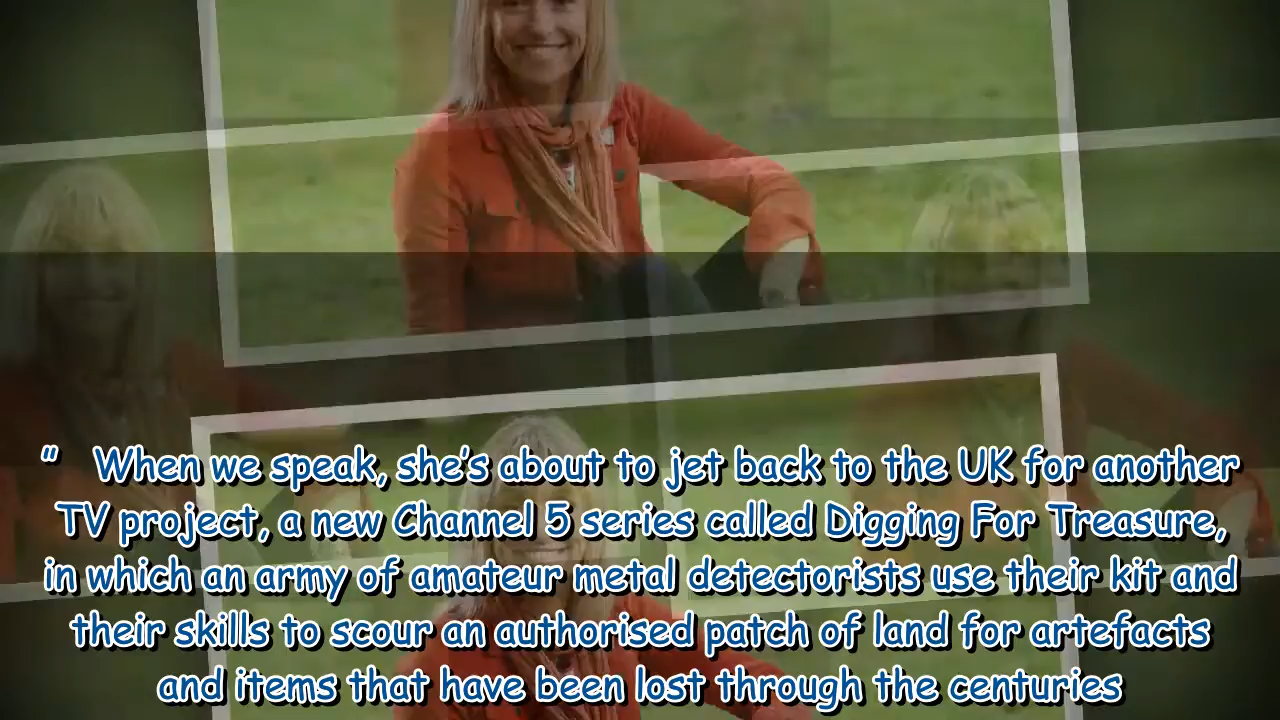 “ When we speak, she’s about to jet back to the UK for another
TV project, a new Channel 5 series called Digging For Treasure,
in which an army of amateur metal detectorists use their kit and
their skills to scour an authorised patch of land for artefacts
and items that have been lost through the centuries